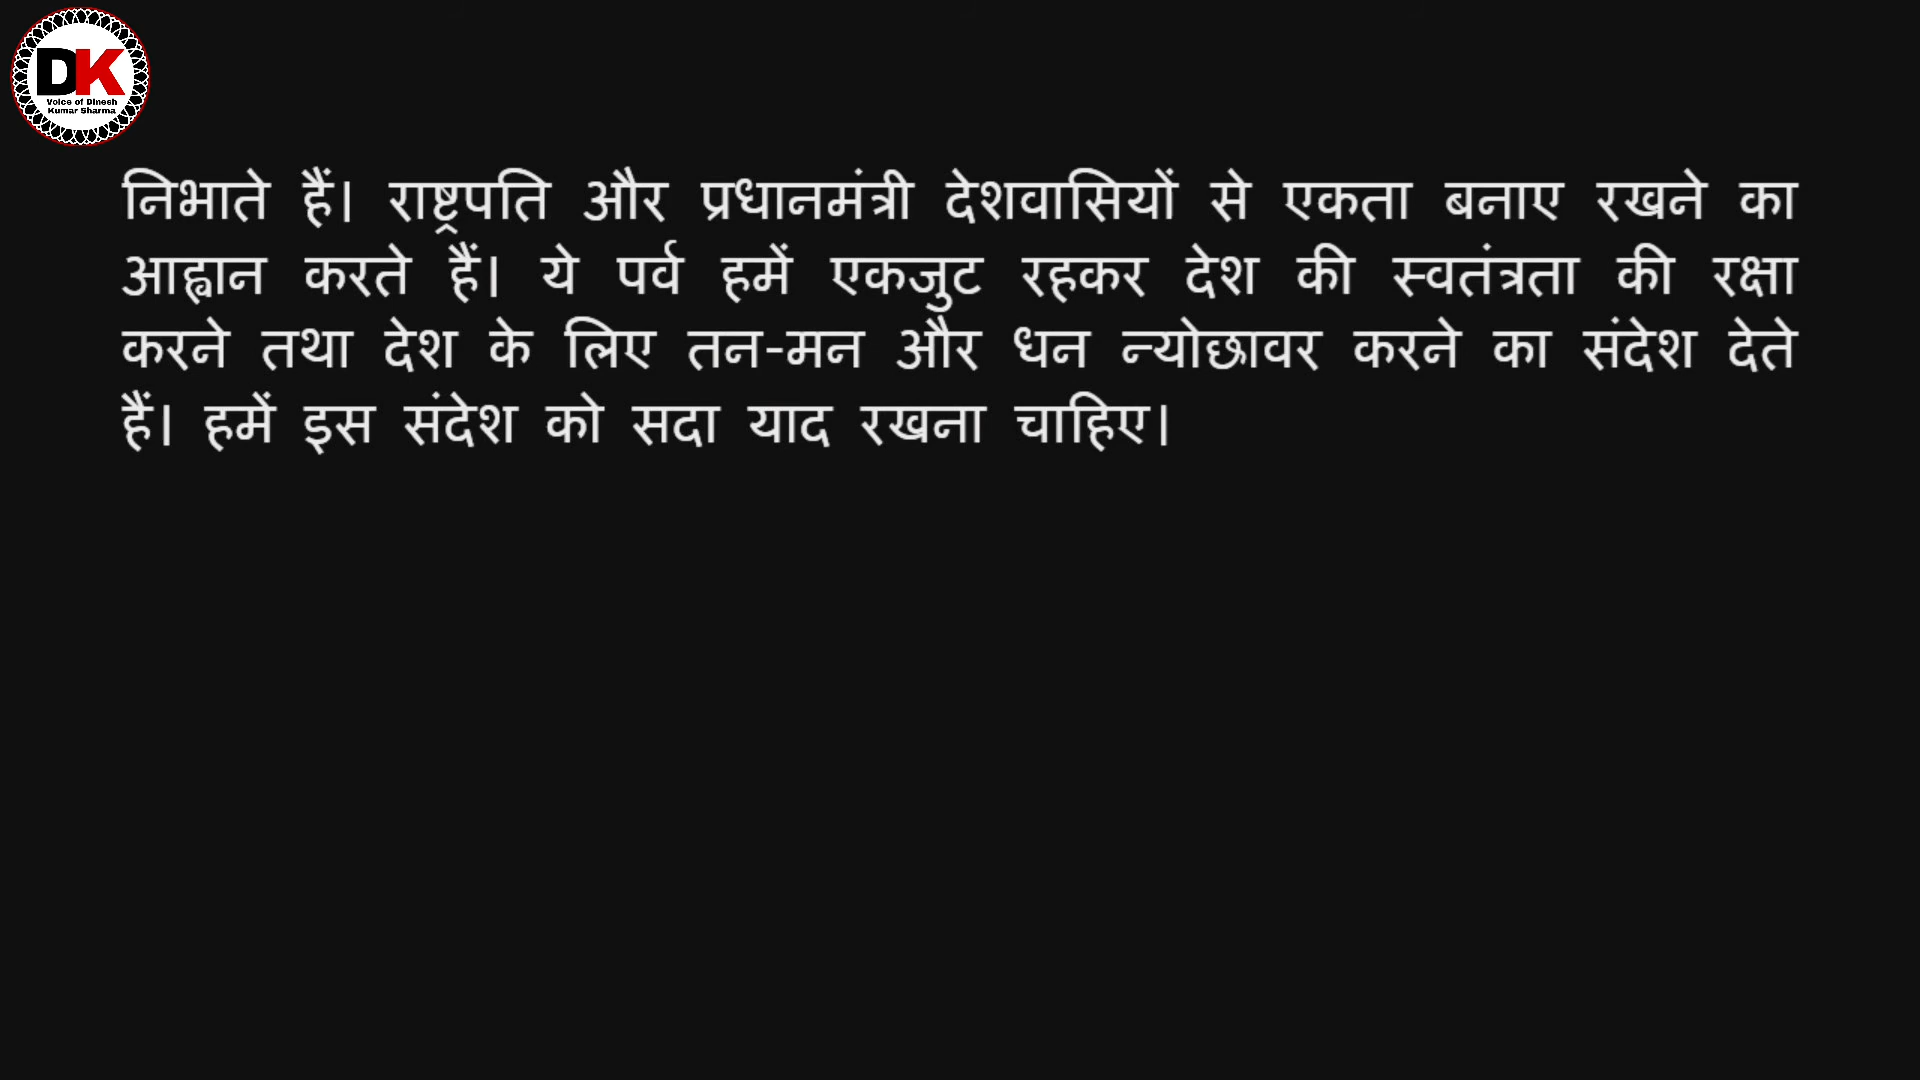 DK
Voice of Dinesh
Kumar Sharma
निभाते हैं। राष्ट्रपति और प्रधानमंत्री देशवासियों से एकता बनाए रखने का
आह्वान करते हैं। ये पर्व हमें एकजुट रहकर देश की स्वतंत्रता की रक्षा
करने तथा देश के लिए तन-मन और धन न्योछावर करने का संदेश देते
हैं। हमें इस संदेश को सदा याद रखना चाहिए।